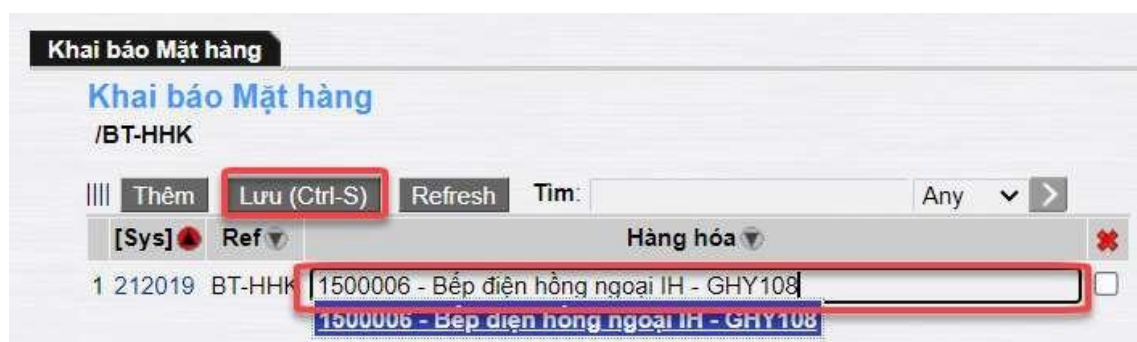 Khai báo Mặt hàng
Khai báo Mặt hàng
/BT-HHK
Thêm Lưu (Ctrl-S) Refresh Tìm: Any
[Sys] Ref Hàng hóa
1 212019 BT-HHK 1500006 - Bếp điện hồng ngoại IH - GHY108
1500006 - Bếp điện hồng ngoại IH - GHY108